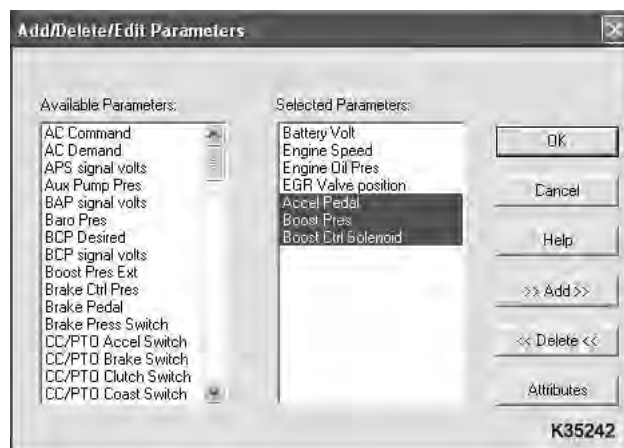 Add/Delete/Edit Parameters
Available Parameters:
AC Command
AC Demand
APS signal volts
Aux Pump Pres
BAP signal volts
Baro Pres
BCP Desired
BCP signal volts
Boost Pres Ext
Brake Ctrl Pres
Brake Pedal
Brake Press Switch
CC/PTO Accel Switch
CC/PTO Brake Switch
CC/PTO Clutch Switch
CC/PTO Coast Switch
Selected Parameters:
Battery Volt
Engine Speed
Engine Oil Pres
EGR Valve position
Accel Pedal
Boost Pres
Boost Ctrl Solenoid
OK
Cancel
Help
>> Add >>
<< Delete <<
Attributes
K35242